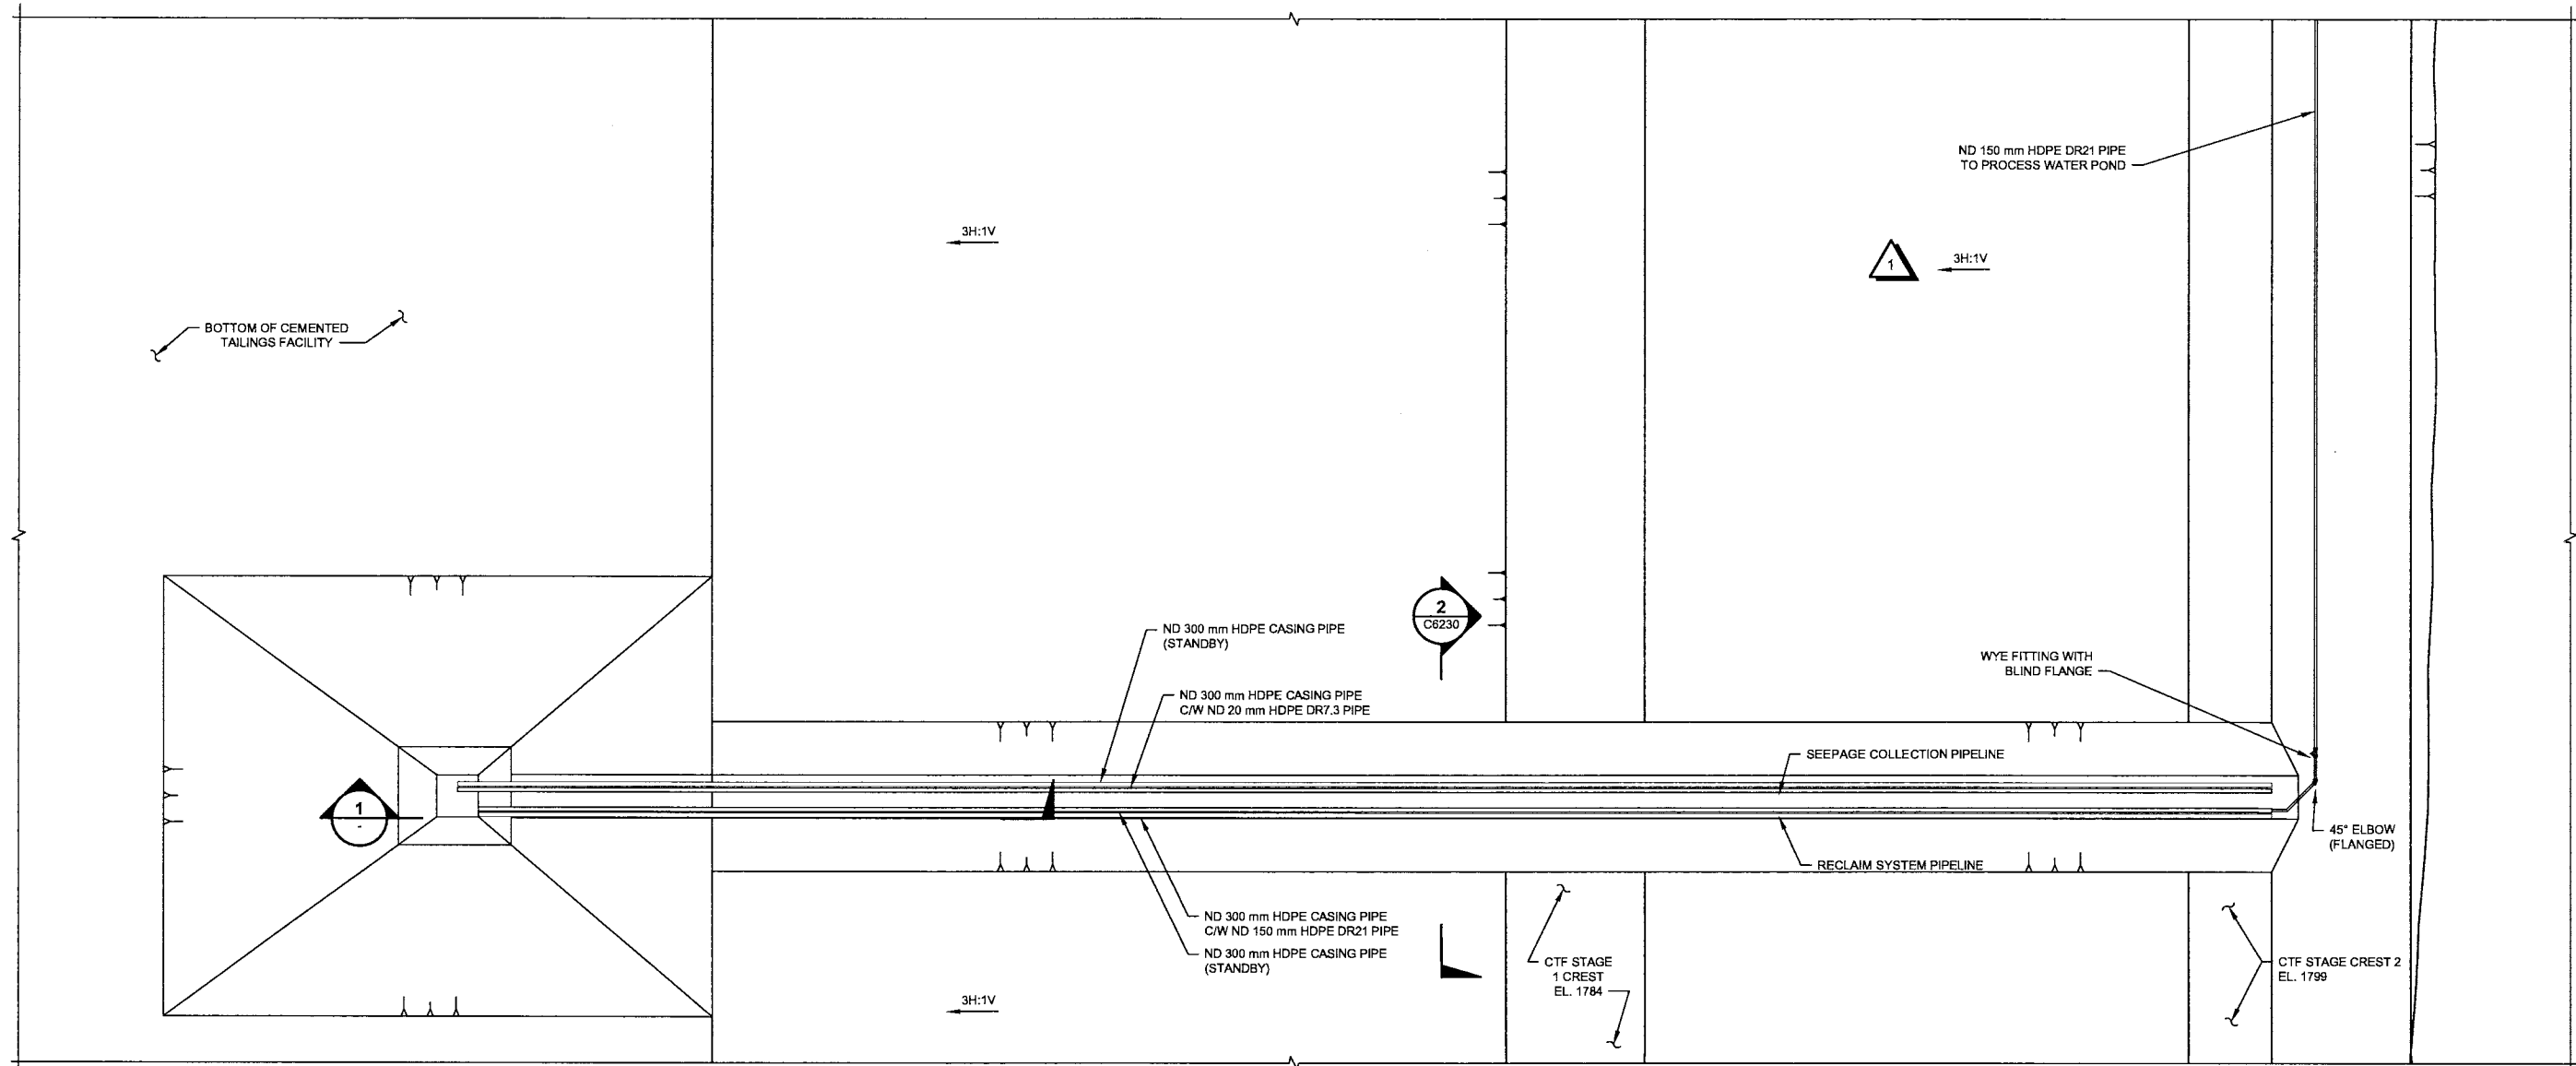 ND 150 mm HDPE DR21 PIPE
TO PROCESS WATER POND
3H:1V
1
3H:1V
BOTTOM OF CEMENTED
TAILINGS FACILITY
ND 300 mm HDPE CASING PIPE
(STANDBY)
2
C6230
ND 300 mm HDPE CASING PIPE
C/W ND 20 mm HDPE DR7.3 PIPE
WYE FITTING WITH
BLIND FLANGE
SEEPAGE COLLECTION PIPELINE
1
-
45° ELBOW
(FLANGED)
RECLAIM SYSTEM PIPELINE
ND 300 mm HDPE CASING PIPE
C/W ND 150 mm HDPE DR21 PIPE
ND 300 mm HDPE CASING PIPE
(STANDBY)
CTF STAGE
1 CREST
EL. 1784
CTF STAGE CREST 2
EL. 1799
3H:1V